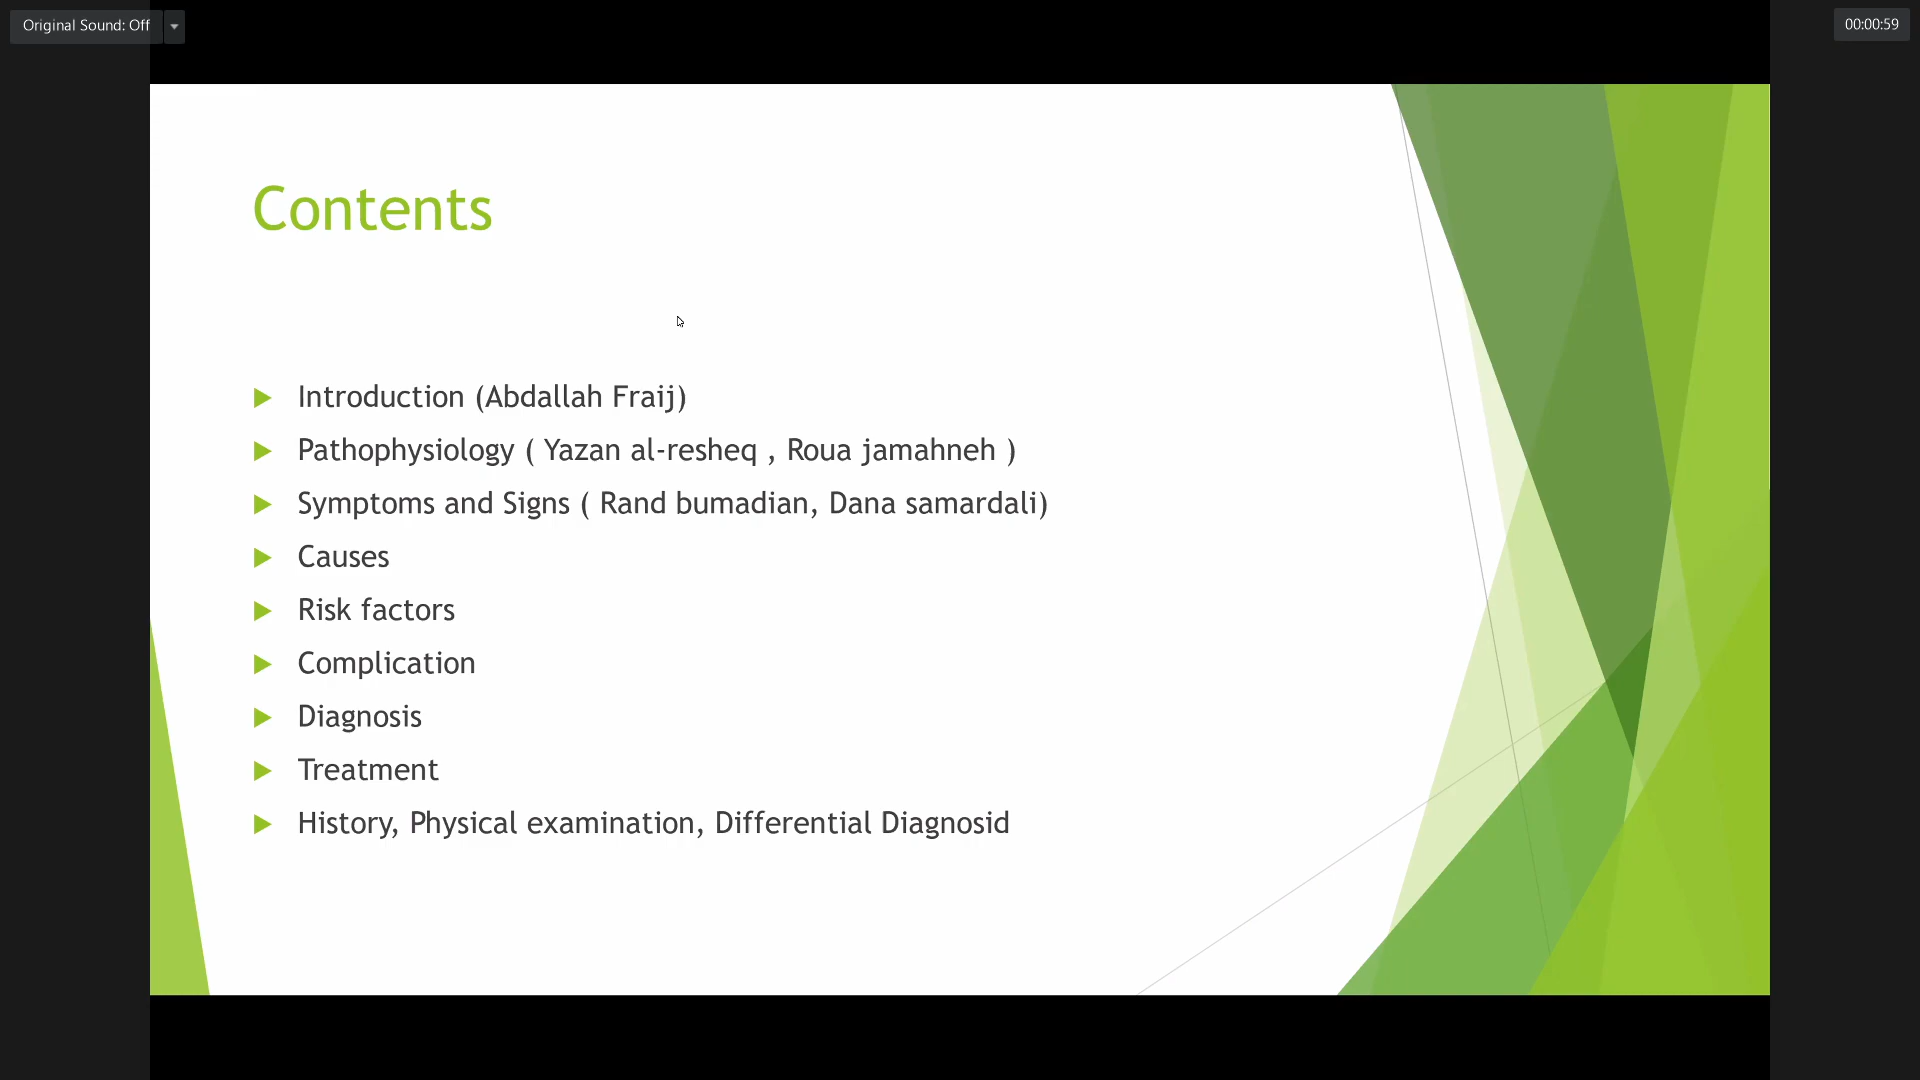 Original Sound: Off
00:00:59
Contents
Introduction (Abdallah Fraij)
Pathophysiology ( Yazan al-resheq , Roua jamahneh )
Symptoms and Signs ( Rand bumadian, Dana samardali)
Causes
Risk factors
Complication
Diagnosis
Treatment
History, Physical examination, Differential Diagnosid